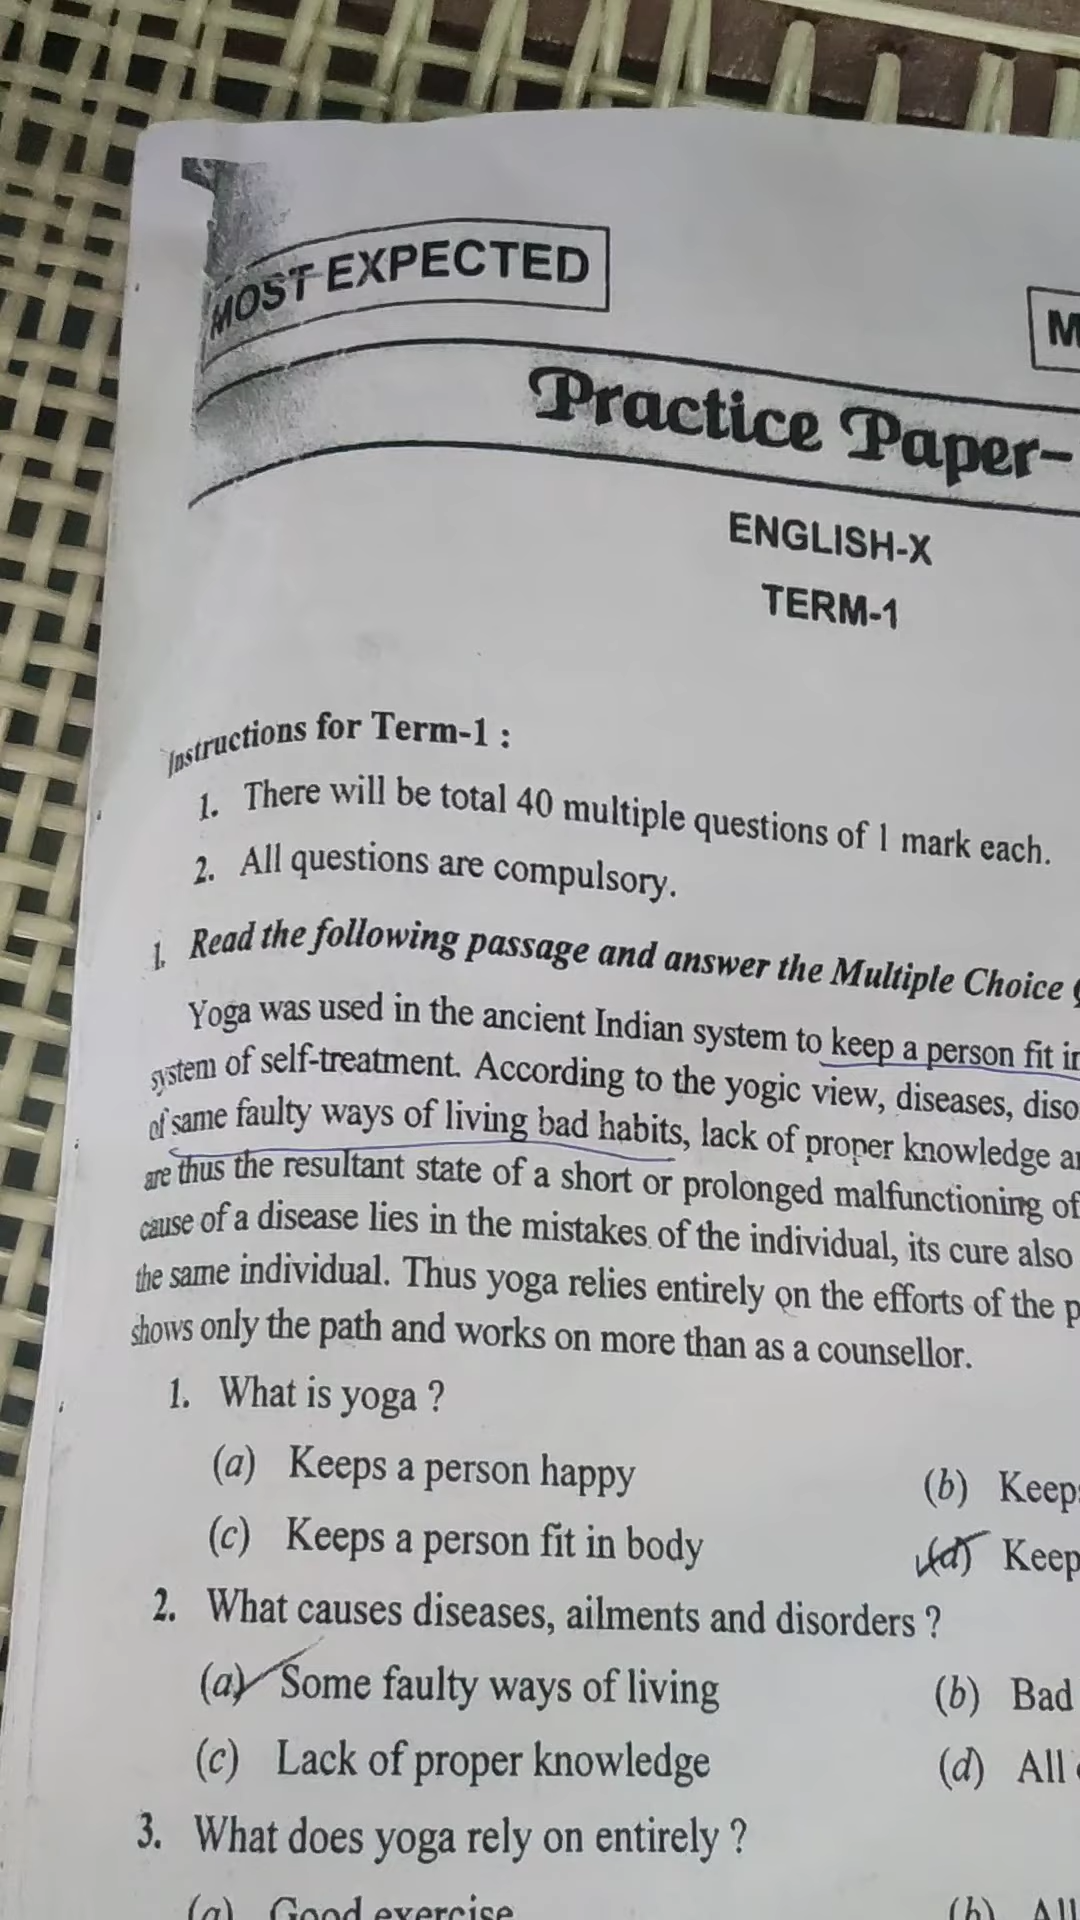 MOST EXPECTED
M
Practice Paper-
ENGLISH-X
TERM-1
Instructions for Term-1 :
1. There will be total 40 multiple questions of 1 mark each.
2. All questions are compulsory.
1. Read the following passage and answer the Multiple Choice
Yoga was used in the ancient Indian system to keep a person fit in
system of self-treatment. According to the yogic view, diseases, diso
of same faulty ways of living bad habits, lack of proper knowledge an
are thus the resultant state of a short or prolonged malfunctioning of
cause of a disease lies in the mistakes of the individual, its cure also
the same individual. Thus yoga relies entirely on the efforts of the p
shows only the path and works on more than as a counsellor.
1. What is yoga ?
(a) Keeps a person happy (b) Keeps
(c) Keeps a person fit in body (d) Keep
2. What causes diseases, ailments and disorders ?
(a) Some faulty ways of living (b) Bad
(c) Lack of proper knowledge (d) All
3. What does yoga rely on entirely ?
(a) Good exercise (b) All